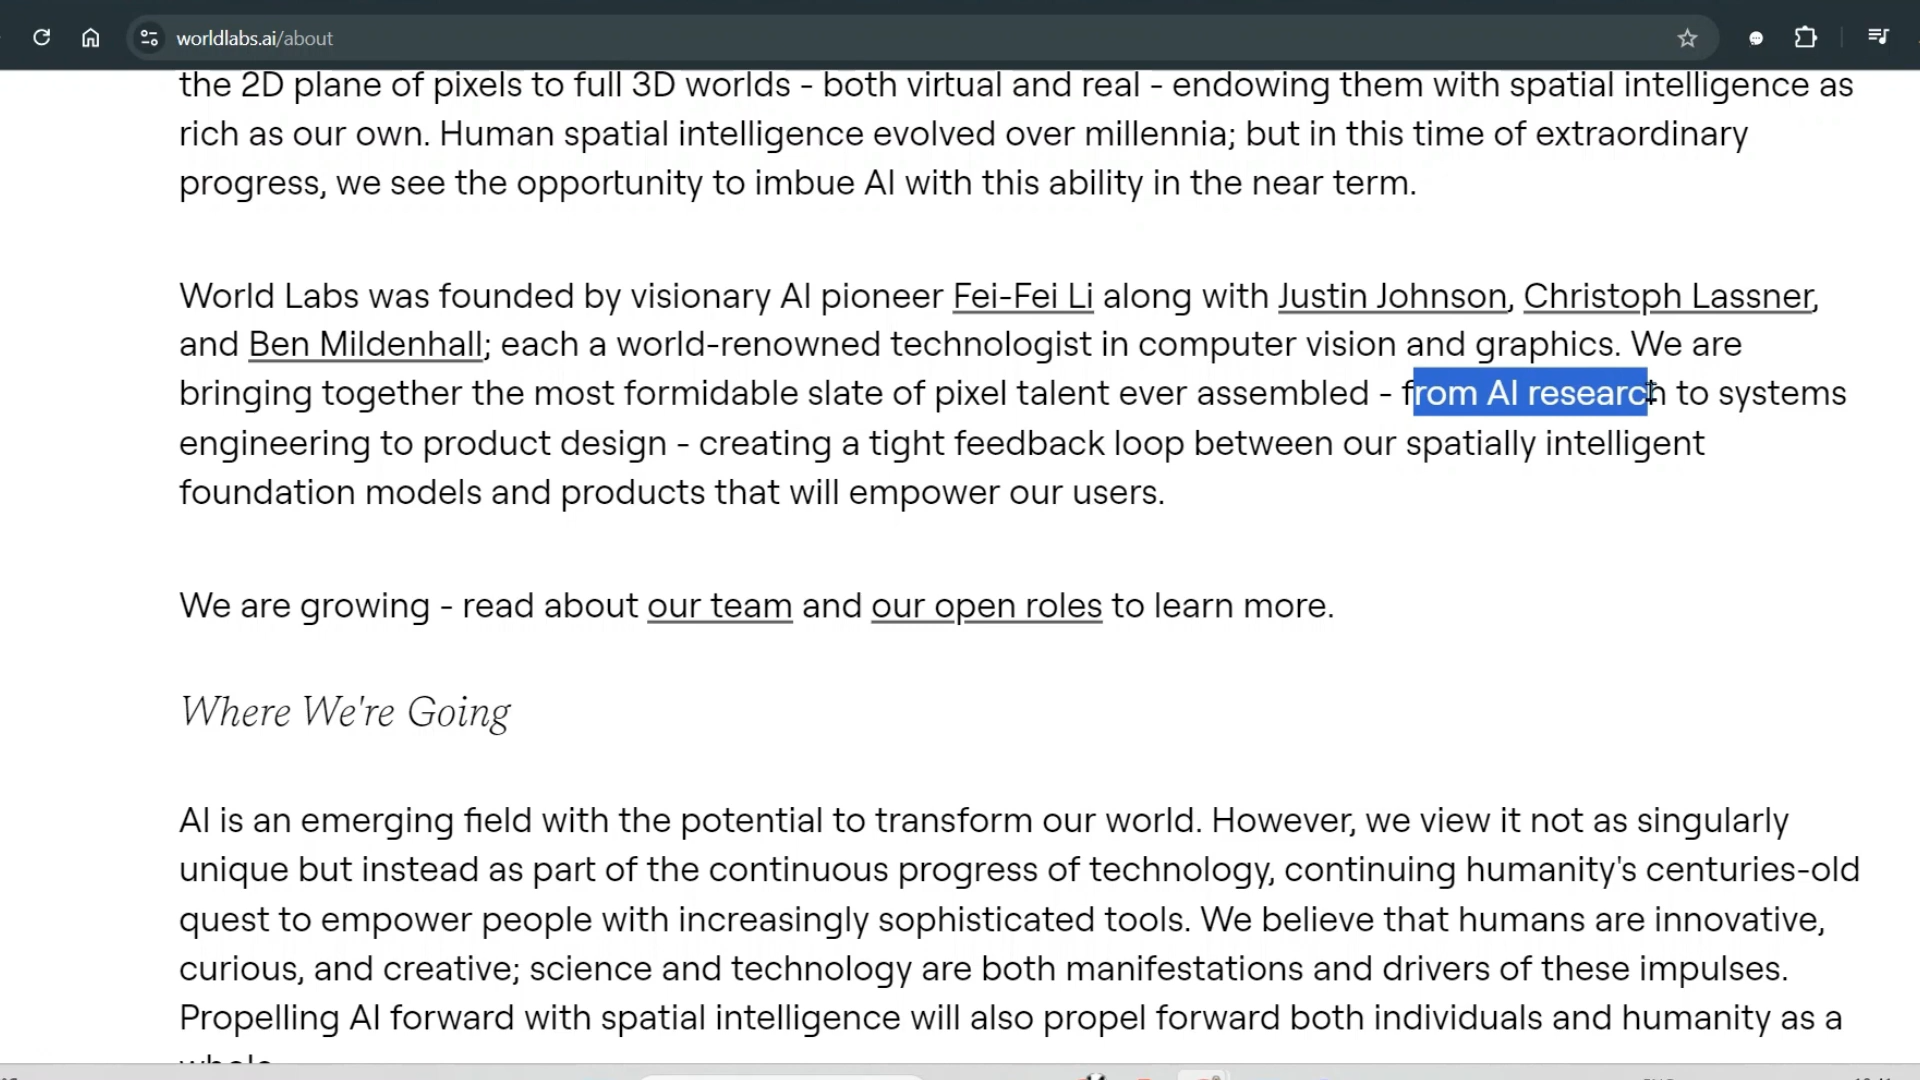 worldlabs.ai/about
the 2D plane of pixels to full 3D worlds - both virtual and real - endowing them with spatial intelligence as
rich as our own. Human spatial intelligence evolved over millennia; but in this time of extraordinary
progress, we see the opportunity to imbue AI with this ability in the near term.
World Labs was founded by visionary AI pioneer Fei-Fei Li along with Justin Johnson, Christoph Lassner,
and Ben Mildenhall; each a world-renowned technologist in computer vision and graphics. We are
bringing together the most formidable slate of pixel talent ever assembled - from AI research to systems
engineering to product design - creating a tight feedback loop between our spatially intelligent
foundation models and products that will empower our users.
We are growing - read about our team and our open roles to learn more.
Where We're Going
AI is an emerging field with the potential to transform our world. However, we view it not as singularly
unique but instead as part of the continuous progress of technology, continuing humanity's centuries-old
quest to empower people with increasingly sophisticated tools. We believe that humans are innovative,
curious, and creative; science and technology are both manifestations and drivers of these impulses.
Propelling AI forward with spatial intelligence will also propel forward both individuals and humanity as a
whole